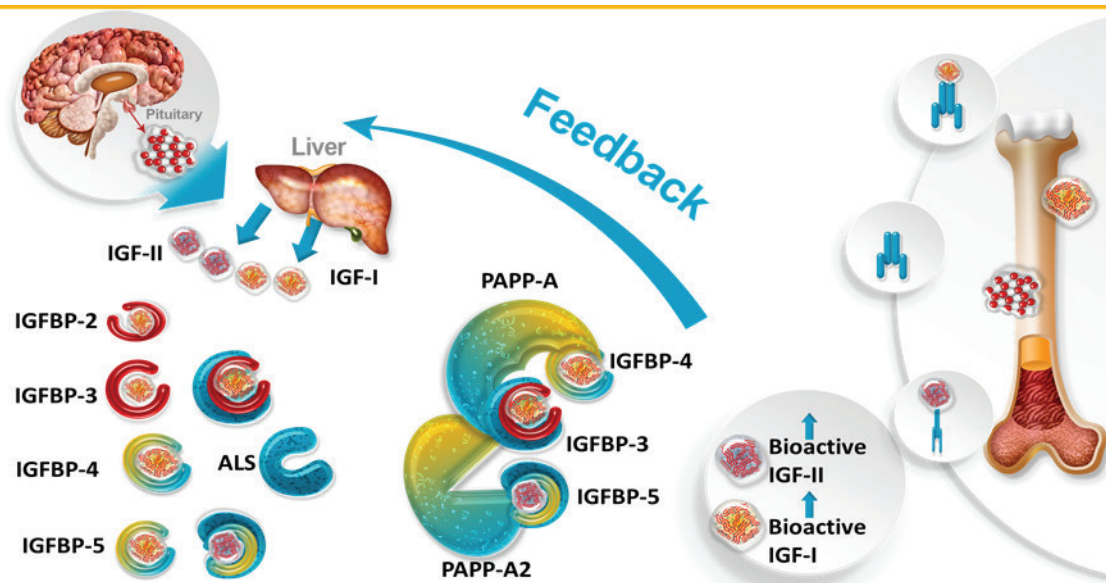 Pituitary
Liver
Feedback
IGF-II
IGF-I
IGFBP-2
IGFBP-3
IGFBP-4
ALS
IGFBP-5
PAPP-A
IGFBP-4
IGFBP-3
IGFBP-5
PAPP-A2
Bioactive
IGF-II
Bioactive
IGF-I